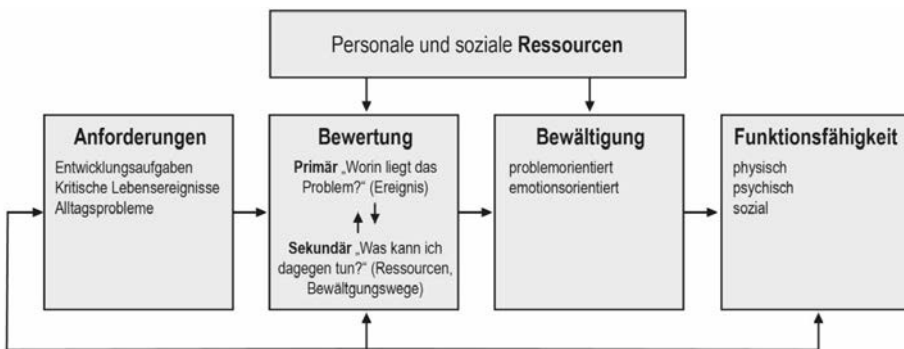 Personale und soziale Ressourcen
Anforderungen
Entwicklungsaufgaben
Kritische Lebensereignisse
Alltagsprobleme
Bewertung
Primär „Worin liegt das
Problem?“ (Ereignis)
Sekundär „Was kann ich
dagegen tun?“ (Ressourcen,
Bewältgungswege)
Bewältigung
problemorientiert
emotionsorientiert
Funktionsfähigkeit
physisch
psychisch
sozial